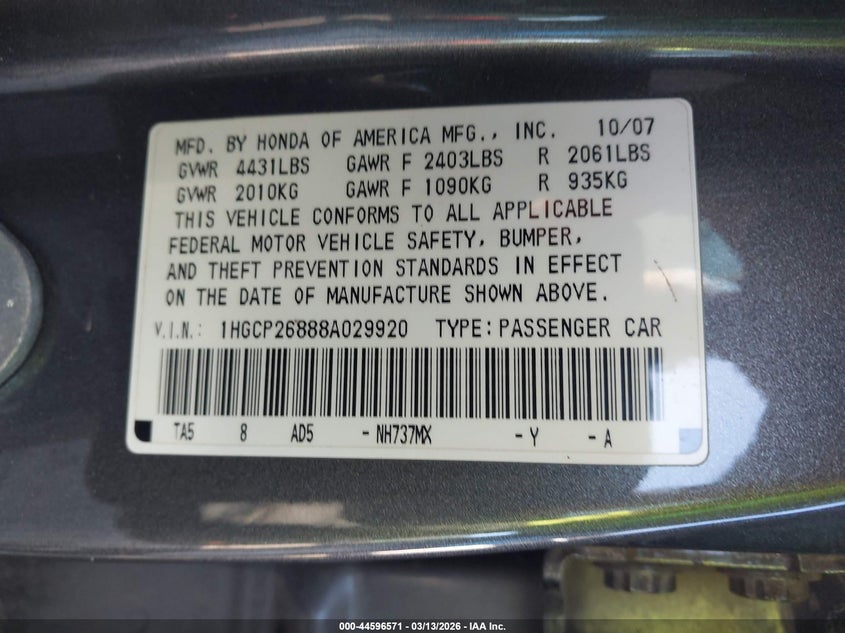 MFD. BY HONDA OF AMERICA MFG., INC. 10/07
GVWR 4431LBS GAWR F 2403LBS R 2061LBS
GVWR 2010KG GAWR F 1090KG R 935KG
THIS VEHICLE CONFORMS TO ALL APPLICABLE
FEDERAL MOTOR VEHICLE SAFETY, BUMPER,
AND THEFT PREVENTION STANDARDS IN EFFECT
ON THE DATE OF MANUFACTURE SHOWN ABOVE.
V.I.N.: 1HGCP26888A029920 TYPE:PASSENGER CAR
TA5 8 AD5 -NH737MX -Y -A
000-44596571 - 03/13/2026 - IAA Inc.